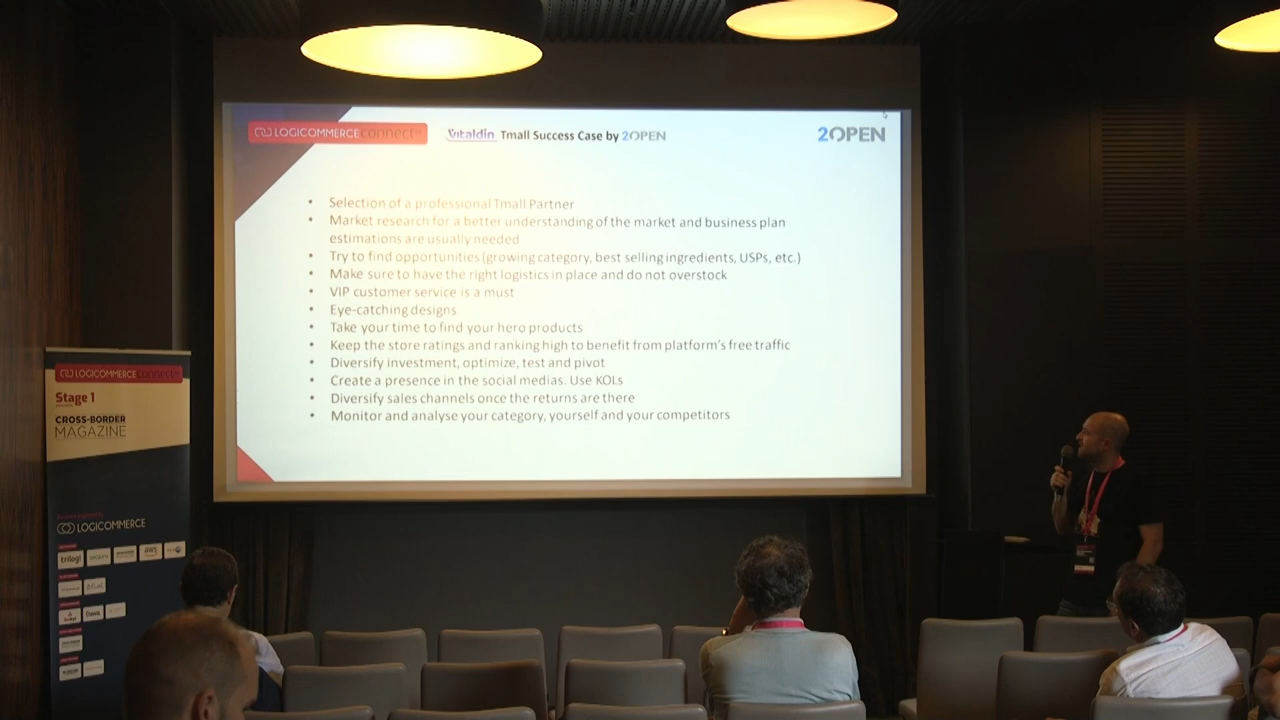 LOGICOMMERCE connect
Vitaldin Tmall Success Case by 2OPEN
2OPEN
• Selection of a professional Tmall Partner
• Market research for a better understanding of the market and business plan
estimations are usually needed
• Try to find opportunities (growing category, best selling ingredients, USPs, etc.)
• Make sure to have the right logistics in place and do not overstock
• VIP customer service is a must
• Eye-catching designs
• Take your time to find your hero products
• Keep the store ratings and ranking high to benefit from platform's free traffic
• Diversify investment, optimize, test and pivot
• Create a presence in the social medias. Use KOLs
• Diversify sales channels once the returns are there
• Monitor and analyse your category, yourself and your competitors
LOGICOMMERCE connect
Stage 1
CROSS-BORDER
MAGAZINE
LOGICOMMERCE
trilogi
aws